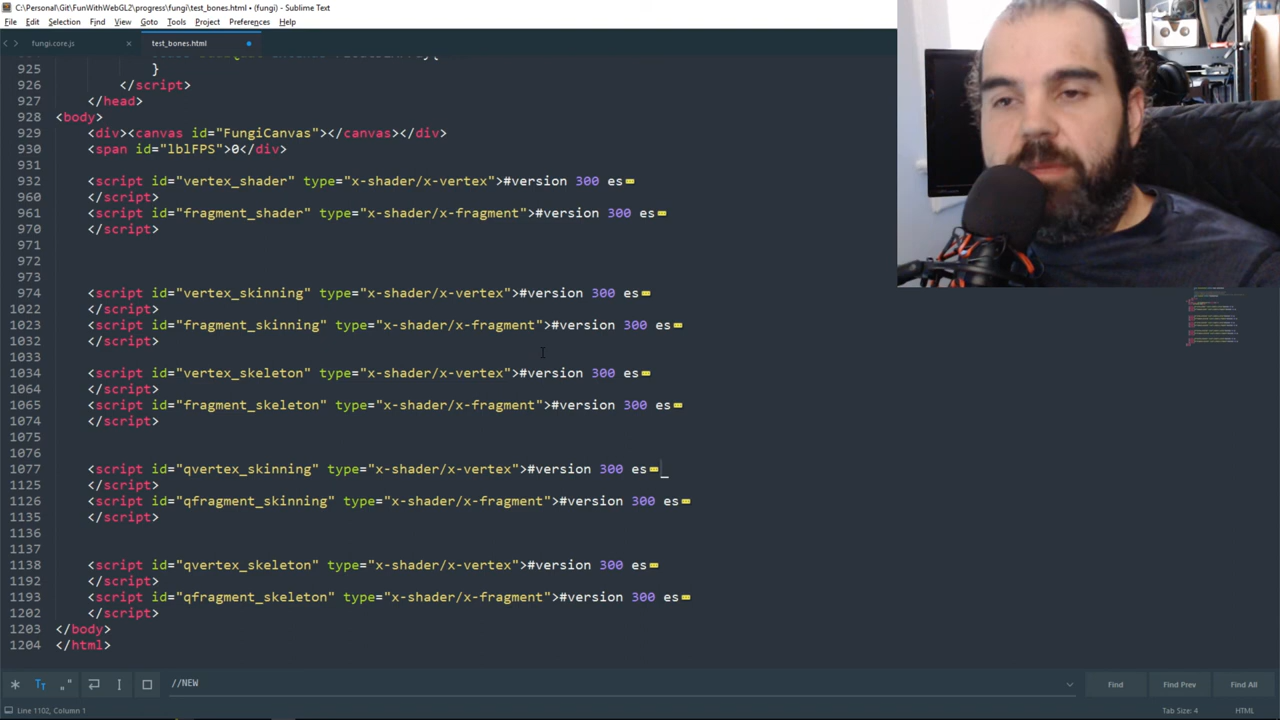 C:\Personal\Git\FunWithWebGL2\progress\fungi\test_bones.html • (fungi) - Sublime Text
File Edit Selection Find View Goto Tools Project Preferences Help
fungi.core.js × test_bones.html •
925 }
926 </script>
927 </head>
928 <body>
929 <div><canvas id="FungiCanvas"></canvas></div>
930 <span id="lblFPS">0</div>
931
932 <script id="vertex_shader" type="x-shader/x-vertex">#version 300 es
960 </script>
961 <script id="fragment_shader" type="x-shader/x-fragment">#version 300 es
970 </script>
971
972
973
974 <script id="vertex_skinning" type="x-shader/x-vertex">#version 300 es
1022 </script>
1023 <script id="fragment_skinning" type="x-shader/x-fragment">#version 300 es
1032 </script>
1033
1034 <script id="vertex_skeleton" type="x-shader/x-vertex">#version 300 es
1064 </script>
1065 <script id="fragment_skeleton" type="x-shader/x-fragment">#version 300 es
1074 </script>
1075
1076
1077 <script id="qvertex_skinning" type="x-shader/x-vertex">#version 300 es
1125 </script>
1126 <script id="qfragment_skinning" type="x-shader/x-fragment">#version 300 es
1135 </script>
1136
1137
1138 <script id="qvertex_skeleton" type="x-shader/x-vertex">#version 300 es
1192 </script>
1193 <script id="qfragment_skeleton" type="x-shader/x-fragment">#version 300 es
1202 </script>
1203 </body>
1204 </html>
//NEW Find Find Prev Find All
Line 1102, Column 1 Tab Size: 4 HTML